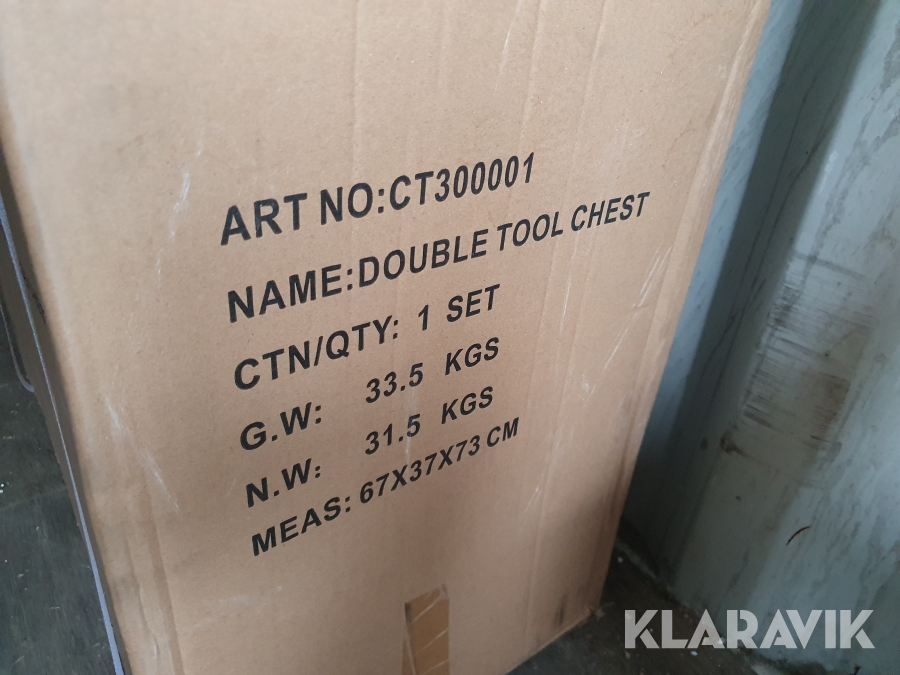 ART NO:CT300001
NAME:DOUBLE TOOL CHEST
CTN/QTY: 1 SET
G.W: 33.5 KGS
N.W: 31.5 KGS
MEAS: 67X37X73 CM
KLARAVIK